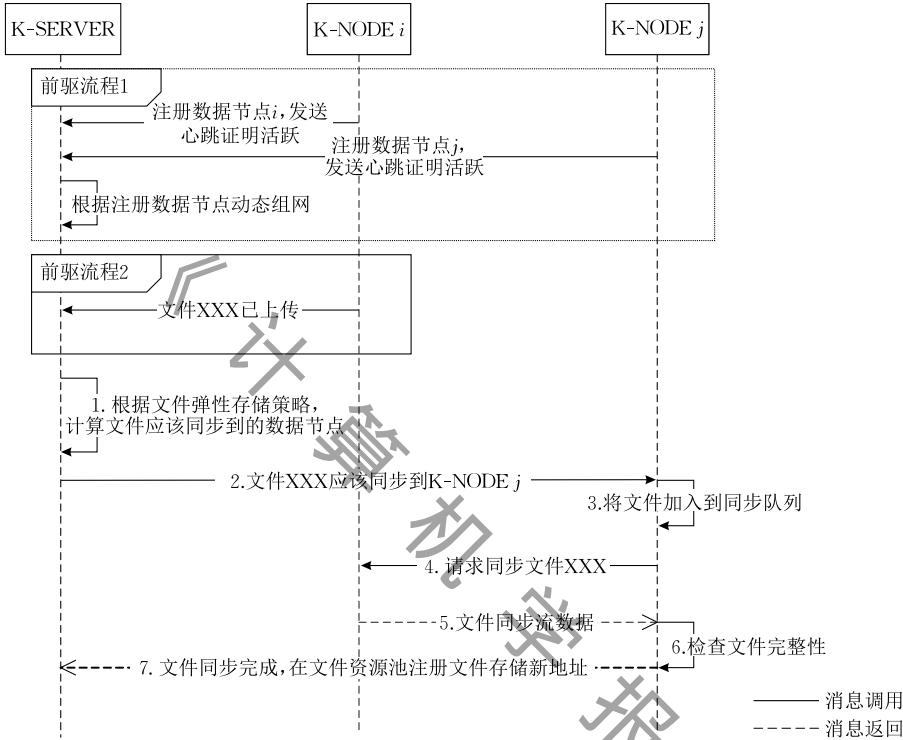 K-SERVER
K-NODE i
K-NODE j
前驱流程1
注册数据节点i,发送
心跳证明活跃
注册数据节点j,
发送心跳证明活跃
根据注册数据节点动态组网
前驱流程2
文件XXX已上传
1. 根据文件弹性存储策略,
计算文件应该同步到的数据节点
2.文件XXX应该同步到K-NODE j
3.将文件加入到同步队列
4. 请求同步文件XXX
5.文件同步流数据
6.检查文件完整性
7. 文件同步完成,在文件资源池注册文件存储新地址
消息调用
消息返回
《计算机学报